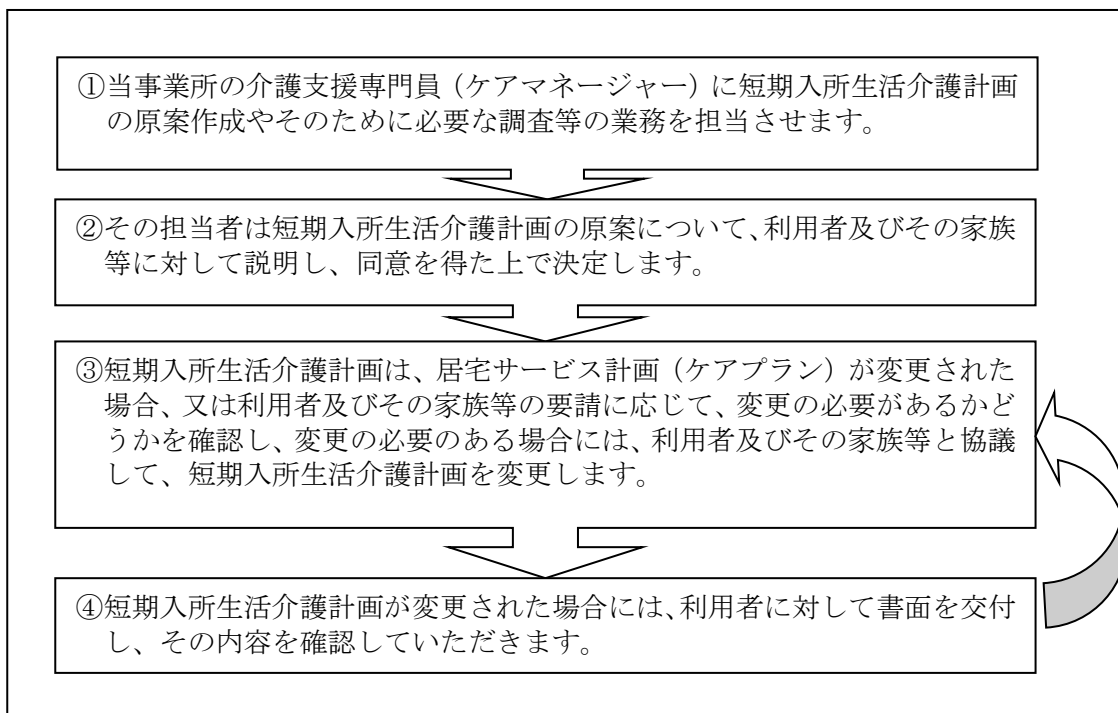 ①当事業所の介護支援専門員（ケアマネージャー）に短期入所生活介護計画
の原案作成やそのために必要な調査等の業務を担当させます。
②その担当者は短期入所生活介護計画の原案について、利用者及びその家族
等に対して説明し、同意を得た上で決定します。
③短期入所生活介護計画は、居宅サービス計画（ケアプラン）が変更された
場合、又は利用者及びその家族等の要請に応じて、変更の必要があるかど
うかを確認し、変更の必要のある場合には、利用者及びその家族等と協議
して、短期入所生活介護計画を変更します。
④短期入所生活介護計画が変更された場合には、利用者に対して書面を交付
し、その内容を確認していただきます。